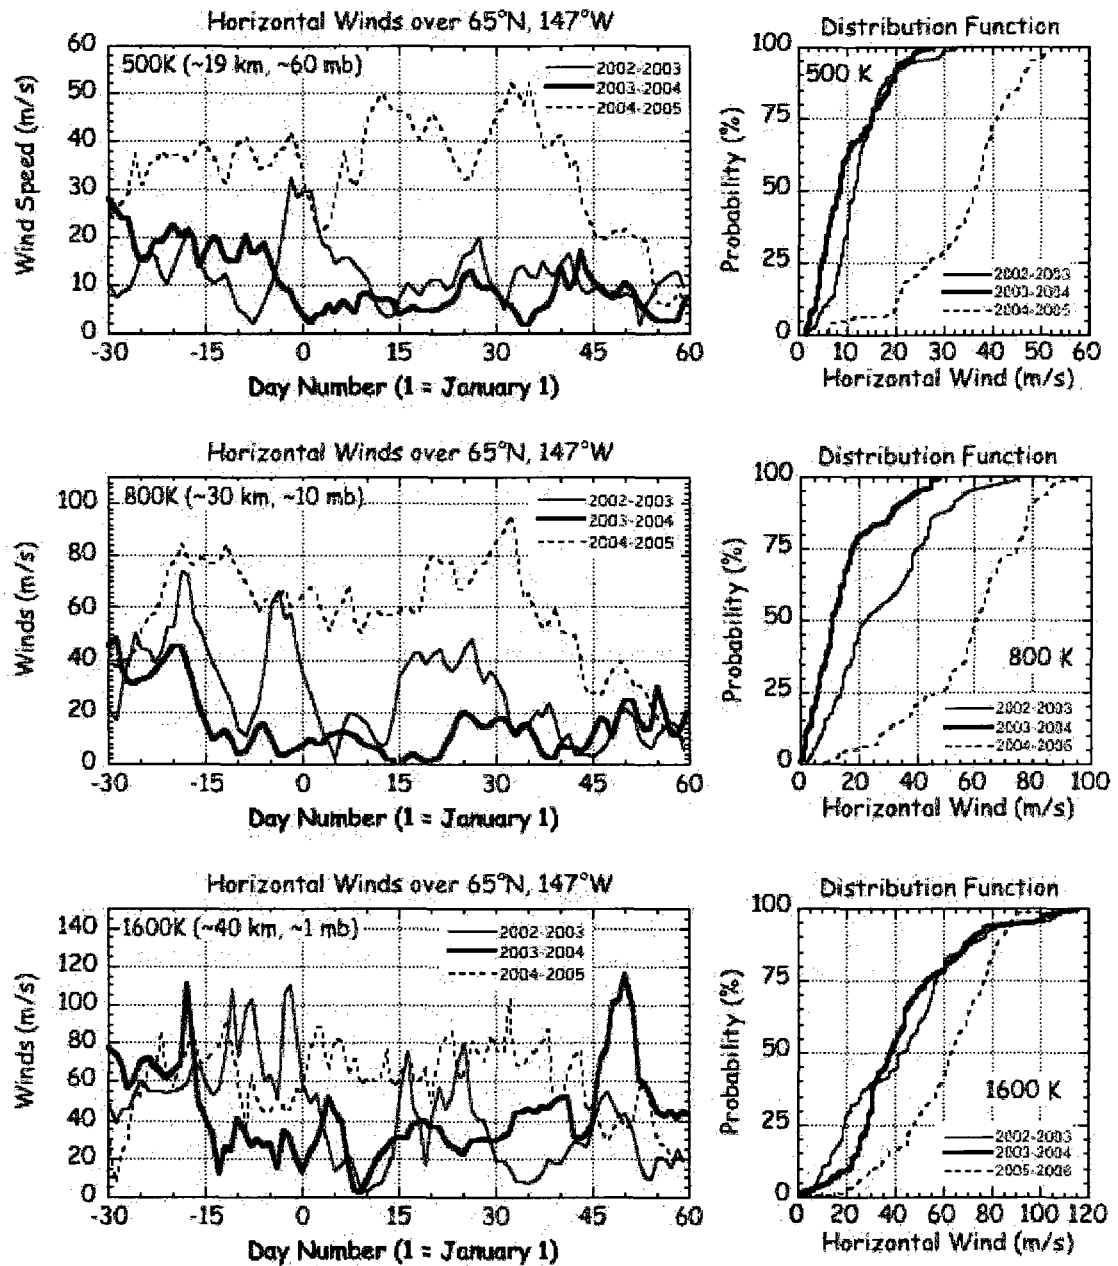 Horizontal Winds over 65°N, 147°W
Wind Speed (m/s)
60
50
40
30
20
10
0
500K (~19 km, ~60 mb)
2002-2003
2003-2004
2004-2005
-30 -15 0 15 30 45 60
Day Number (1 = January 1)
Distribution Function
Probability (%)
100
75
50
25
0
500 K
2002-2003
2003-2004
2004-2005
0 10 20 30 40 50 60
Horizontal Wind (m/s)
Horizontal Winds over 65°N, 147°W
Winds (m/s)
100
80
60
40
20
0
800K (~30 km, ~10 mb)
2002-2003
2003-2004
2004-2005
-30 -15 0 15 30 45 60
Day Number (1 = January 1)
Distribution Function
Probability (%)
100
75
50
25
0
800 K
2002-2003
2003-2004
2004-2005
0 20 40 60 80 100
Horizontal Wind (m/s)
Horizontal Winds over 65°N, 147°W
Winds (m/s)
140
120
100
80
60
40
20
0
1600K (~40 km, ~1 mb)
2002-2003
2003-2004
2004-2005
-30 -15 0 15 30 45 60
Day Number (1 = January 1)
Distribution Function
Probability (%)
100
75
50
25
0
1600 K
2002-2003
2003-2004
2005-2006
0 20 40 60 80 100 120
Horizontal Wind (m/s)